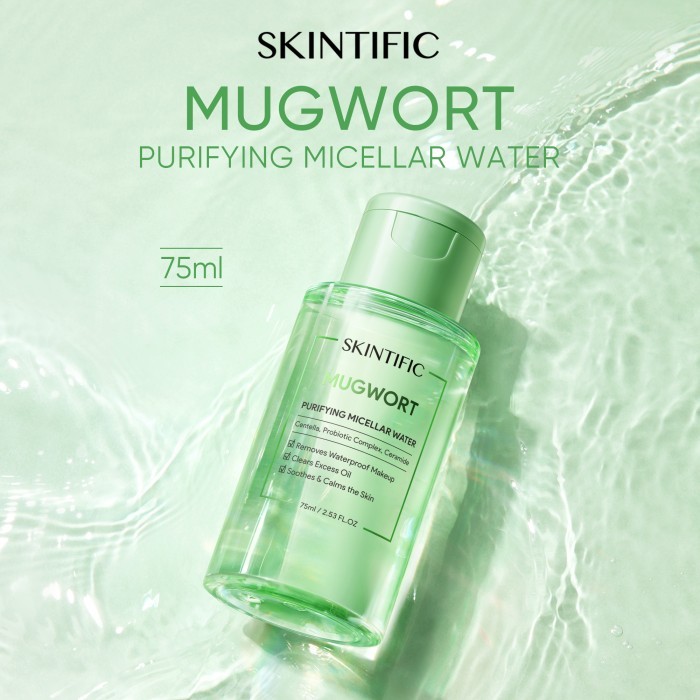 SKINTIFIC
MUGWORT
PURIFYING MICELLAR WATER
75ml
SKINTIFIC
MUGWORT
PURIFYING MICELLAR WATER
Centella, Probiotic Complex, Ceramide
☑ Removes Waterproof Makeup
☑ Clears Excess Oil
☑ Soothes & Calms the Skin
75ml / 2.53 FL.OZ